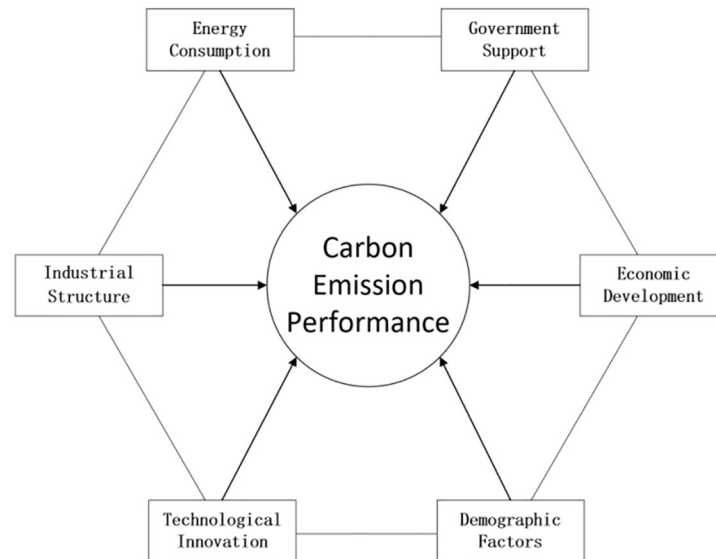 Energy
Consumption
Government
Support
Industrial
Structure
Carbon
Emission
Performance
Economic
Development
Technological
Innovation
Demographic
Factors